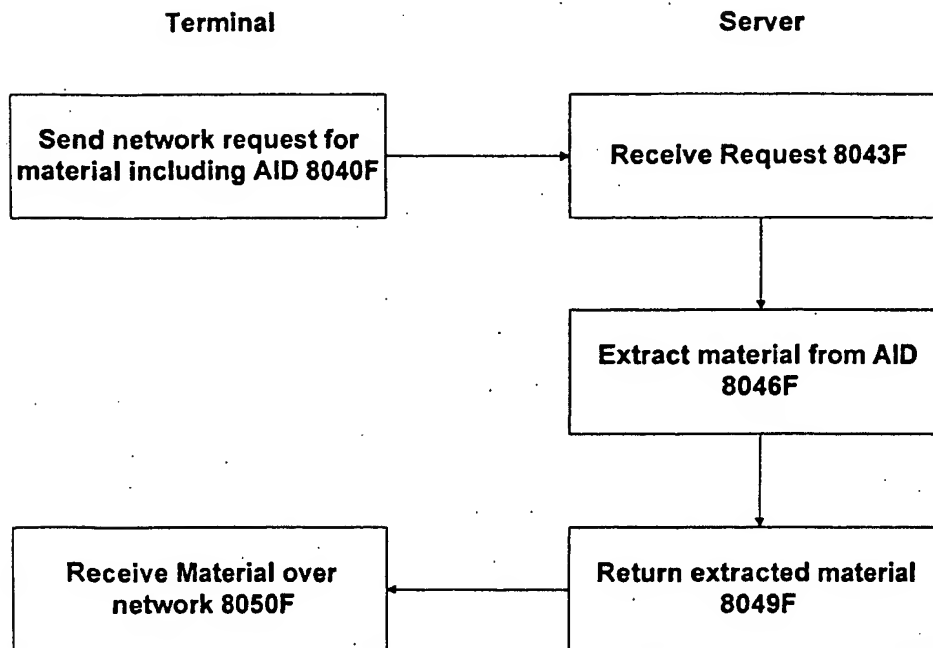 Terminal
Server
Send network request for
material including AID 8040F
Receive Request 8043F
Extract material from AID
8046F
Receive Material over
network 8050F
Return extracted material
8049F